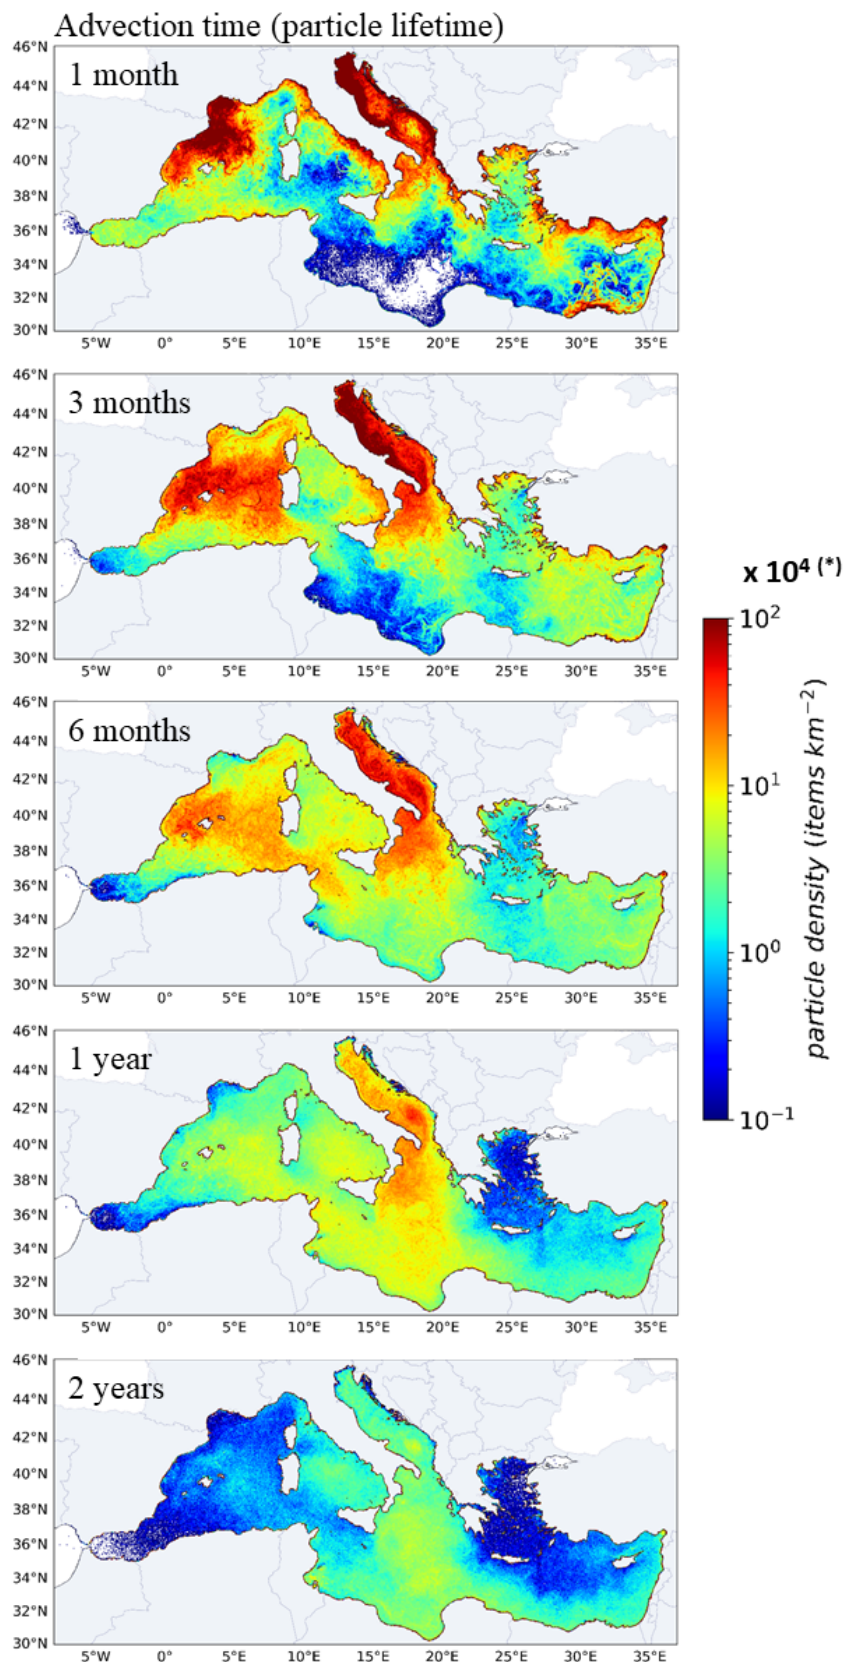 Advection time (particle lifetime)
46°N
1 month
44°N
42°N
40°N
38°N
36°N
34°N
32°N
30°N
5°W 0° 5°E 10°E 15°E 20°E 25°E 30°E 35°E
46°N
3 months
44°N
42°N
40°N
38°N
36°N
34°N
32°N
30°N
5°W 0° 5°E 10°E 15°E 20°E 25°E 30°E 35°E
46°N
6 months
44°N
42°N
40°N
38°N
36°N
34°N
32°N
30°N
5°W 0° 5°E 10°E 15°E 20°E 25°E 30°E 35°E
46°N
1 year
44°N
42°N
40°N
38°N
36°N
34°N
32°N
30°N
5°W 0° 5°E 10°E 15°E 20°E 25°E 30°E 35°E
46°N
2 years
44°N
42°N
40°N
38°N
36°N
34°N
32°N
30°N
5°W 0° 5°E 10°E 15°E 20°E 25°E 30°E 35°E
x 10⁴ (*)
10²
10¹
10⁰
10⁻¹
particle density (items km⁻²)